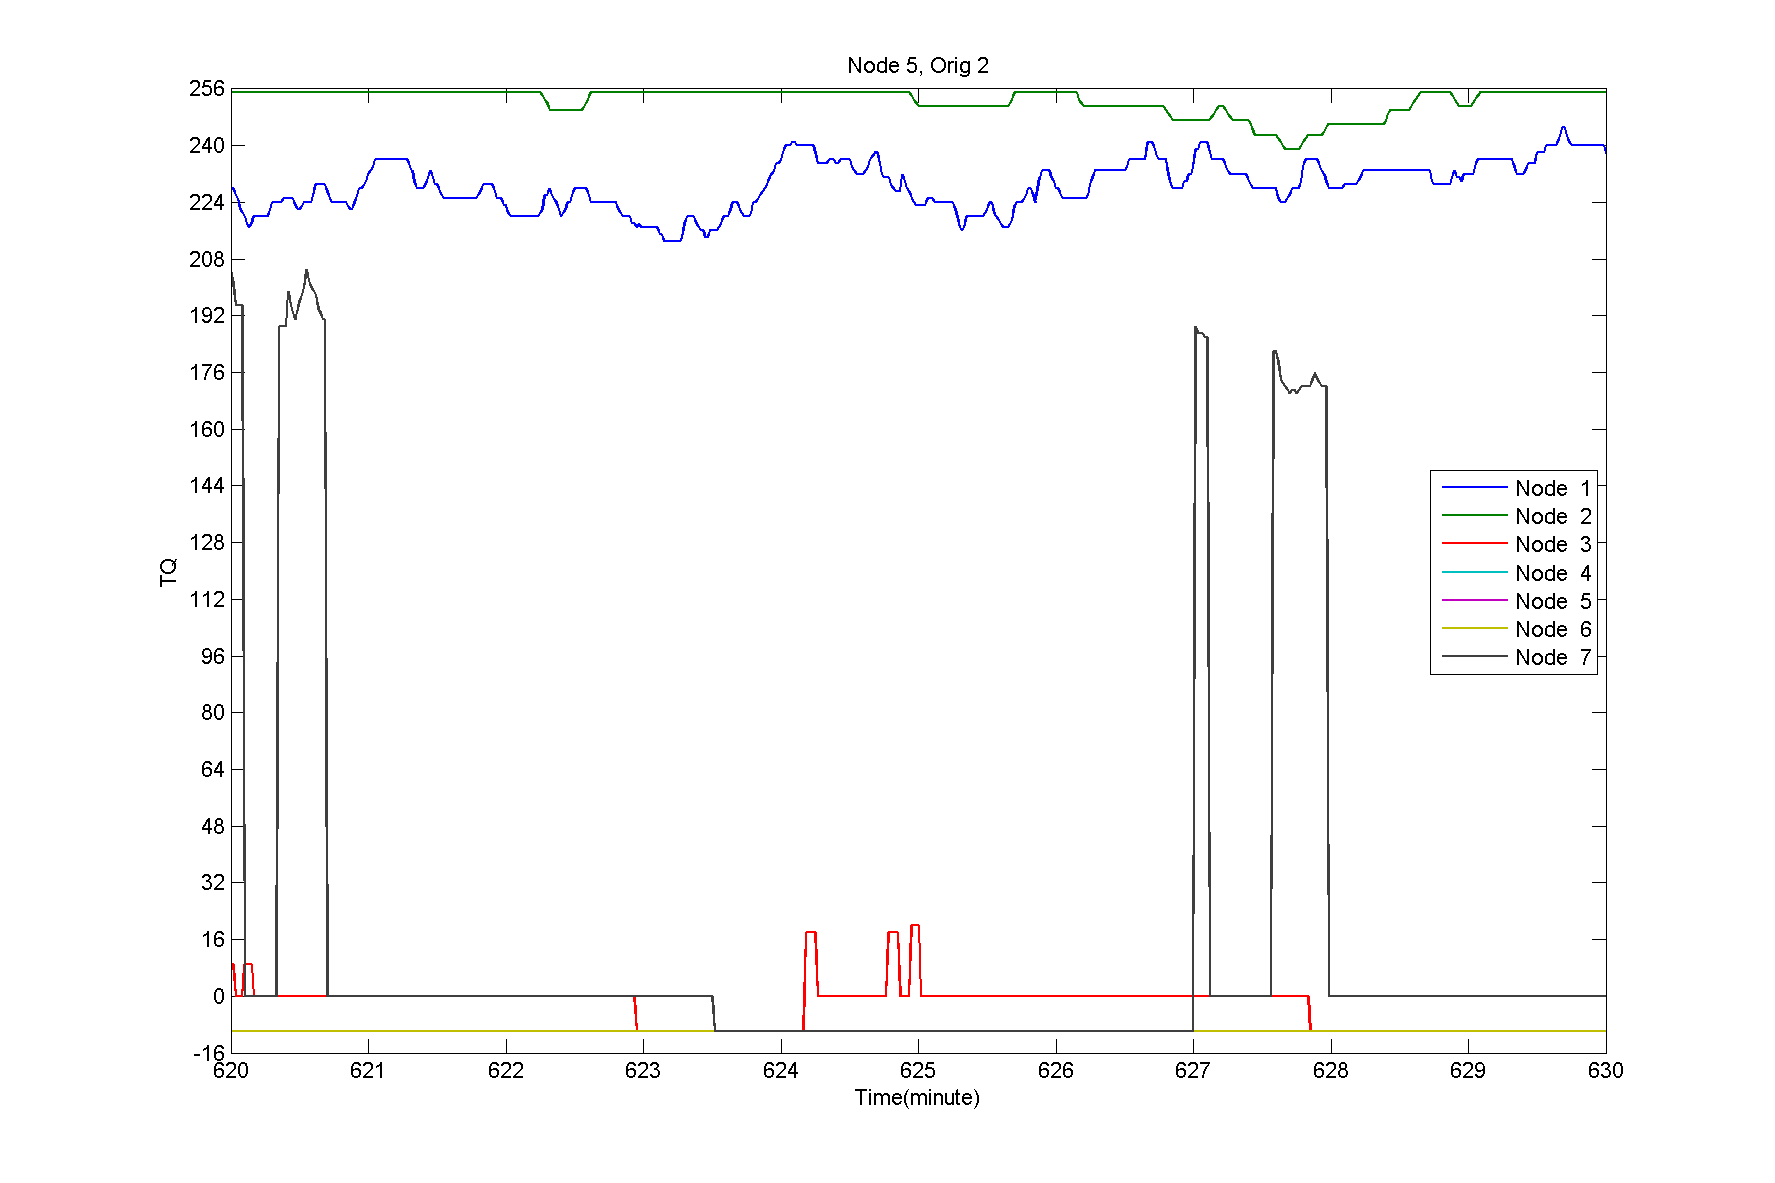 Node 5, Orig 2
256
240
224
208
192
176
160
144
128
112
96
80
64
48
32
16
0
-16
TQ
Node 1
Node 2
Node 3
Node 4
Node 5
Node 6
Node 7
620 621 622 623 624 625 626 627 628 629 630
Time(minute)